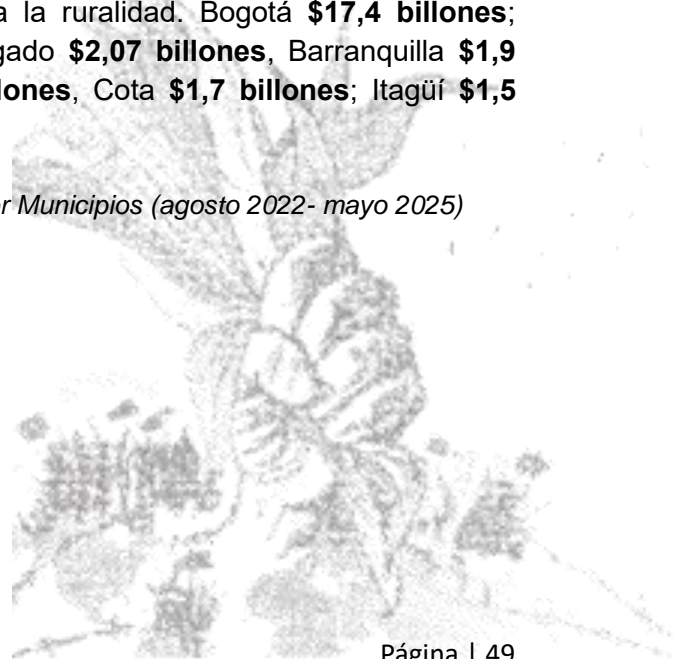 a la ruralidad. Bogotá $17,4 billones;
gado $2,07 billones, Barranquilla $1,9
lones, Cota $1,7 billones; Itagüí $1,5
r Municipios (agosto 2022- mayo 2025)
Página | 49